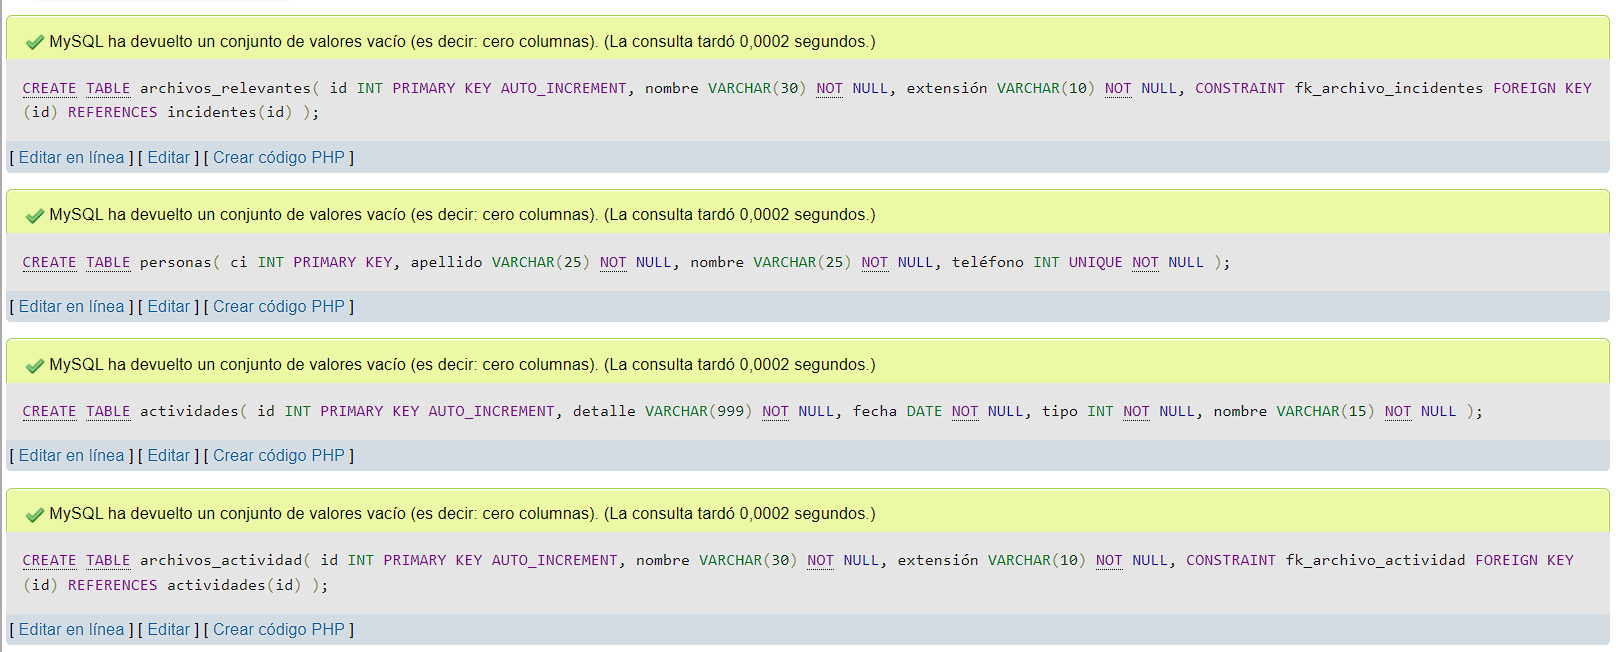 MySQL ha devuelto un conjunto de valores vacío (es decir: cero columnas). (La consulta tardó 0,0002 segundos.)
CREATE TABLE archivos_relevantes( id INT PRIMARY KEY AUTO_INCREMENT, nombre VARCHAR(30) NOT NULL, extensión VARCHAR(10) NOT NULL, CONSTRAINT fk_archivo_incidentes FOREIGN KEY
(id) REFERENCES incidentes(id) );
[ Editar en línea ] [ Editar ] [ Crear código PHP ]
MySQL ha devuelto un conjunto de valores vacío (es decir: cero columnas). (La consulta tardó 0,0002 segundos.)
CREATE TABLE personas( ci INT PRIMARY KEY, apellido VARCHAR(25) NOT NULL, nombre VARCHAR(25) NOT NULL, teléfono INT UNIQUE NOT NULL );
[ Editar en línea ] [ Editar ] [ Crear código PHP ]
MySQL ha devuelto un conjunto de valores vacío (es decir: cero columnas). (La consulta tardó 0,0002 segundos.)
CREATE TABLE actividades( id INT PRIMARY KEY AUTO_INCREMENT, detalle VARCHAR(999) NOT NULL, fecha DATE NOT NULL, tipo INT NOT NULL, nombre VARCHAR(15) NOT NULL );
[ Editar en línea ] [ Editar ] [ Crear código PHP ]
MySQL ha devuelto un conjunto de valores vacío (es decir: cero columnas). (La consulta tardó 0,0002 segundos.)
CREATE TABLE archivos_actividad( id INT PRIMARY KEY AUTO_INCREMENT, nombre VARCHAR(30) NOT NULL, extensión VARCHAR(10) NOT NULL, CONSTRAINT fk_archivo_actividad FOREIGN KEY
(id) REFERENCES actividades(id) );
[ Editar en línea ] [ Editar ] [ Crear código PHP ]